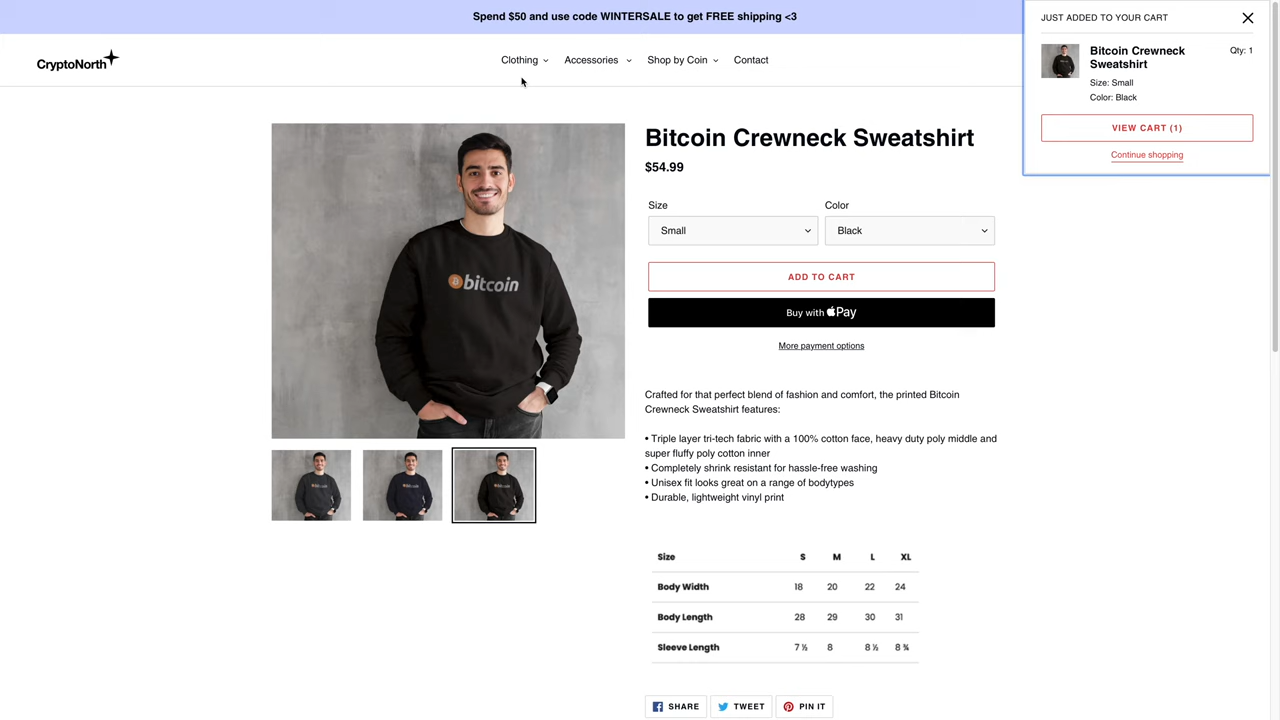 Spend $50 and use code WINTERSALE to get FREE shipping <3
JUST ADDED TO YOUR CART
Bitcoin Crewneck
Sweatshirt
Qty: 1
Size: Small
Color: Black
VIEW CART (1)
Continue shopping
CryptoNorth
Clothing
Accessories
Shop by Coin
Contact
bitcoin
Bitcoin Crewneck Sweatshirt
$54.99
Size
Color
Small
Black
ADD TO CART
Buy with Pay
More payment options
Crafted for that perfect blend of fashion and comfort, the printed Bitcoin
Crewneck Sweatshirt features:
• Triple layer tri-tech fabric with a 100% cotton face, heavy duty poly middle and
super fluffy poly cotton inner
• Completely shrink resistant for hassle-free washing
• Unisex fit looks great on a range of bodytypes
• Durable, lightweight vinyl print
Size S M L XL
Body Width 18 20 22 24
Body Length 28 29 30 31
Sleeve Length 7 ½ 8 8 ½ 8 ¾
SHARE
TWEET
PIN IT